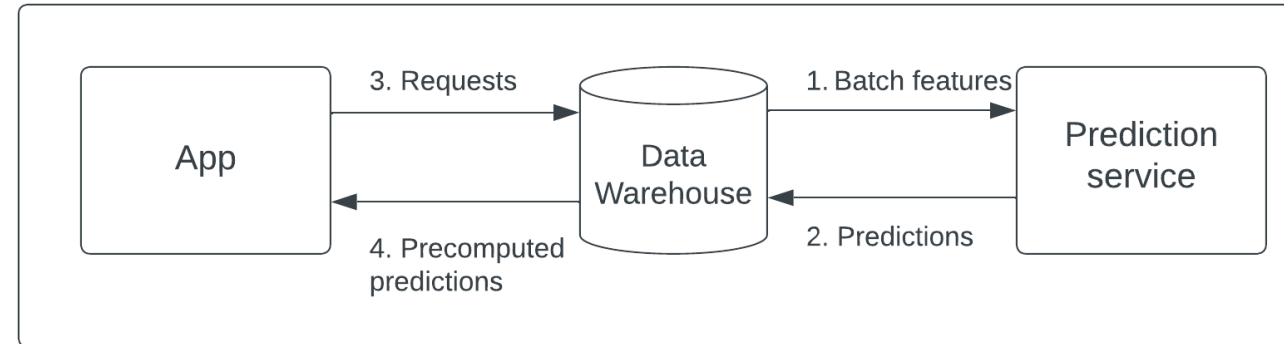 App
3. Requests
4. Precomputed
predictions
Data
Warehouse
1. Batch features
2. Predictions
Prediction
service